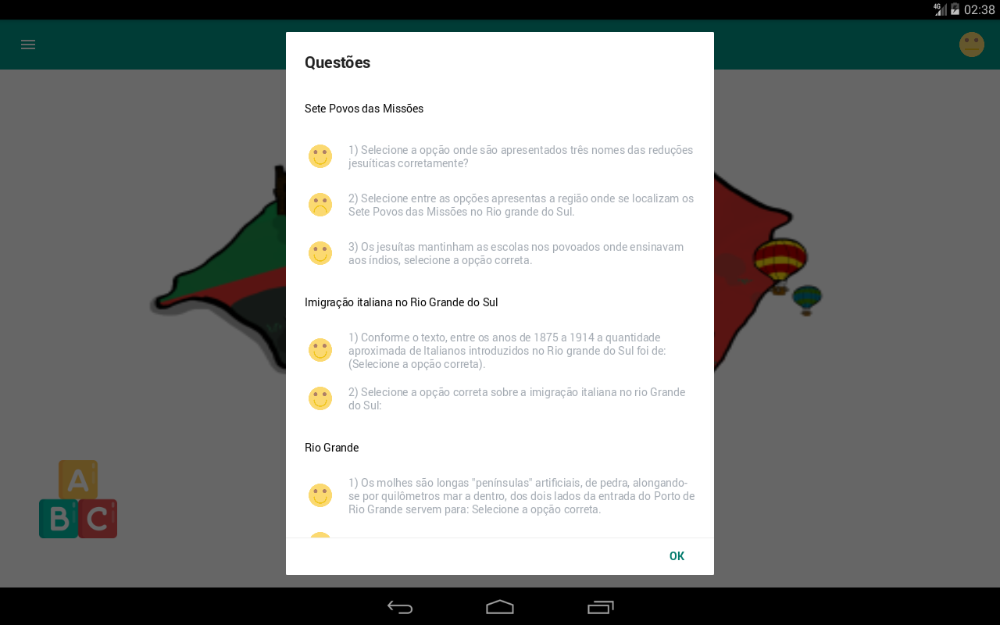 4G 02:38
Questões
Sete Povos das Missões
1) Selecione a opção onde são apresentados três nomes das reduções
jesuíticas corretamente?
2) Selecione entre as opções apresentas a região onde se localizam os
Sete Povos das Missões no Rio grande do Sul.
3) Os jesuítas mantinham as escolas nos povoados onde ensinavam
aos índios, selecione a opção correta.
Imigração italiana no Rio Grande do Sul
1) Conforme o texto, entre os anos de 1875 a 1914 a quantidade
aproximada de Italianos introduzidos no Rio grande do Sul foi de:
(Selecione a opção correta).
2) Selecione a opção correta sobre a imigração italiana no rio Grande
do Sul:
Rio Grande
1) Os molhes são longas "penínsulas" artificiais, de pedra, alongando-
se por quilômetros mar a dentro, dos dois lados da entrada do Porto de
Rio Grande servem para: Selecione a opção correta.
A
B C
OK